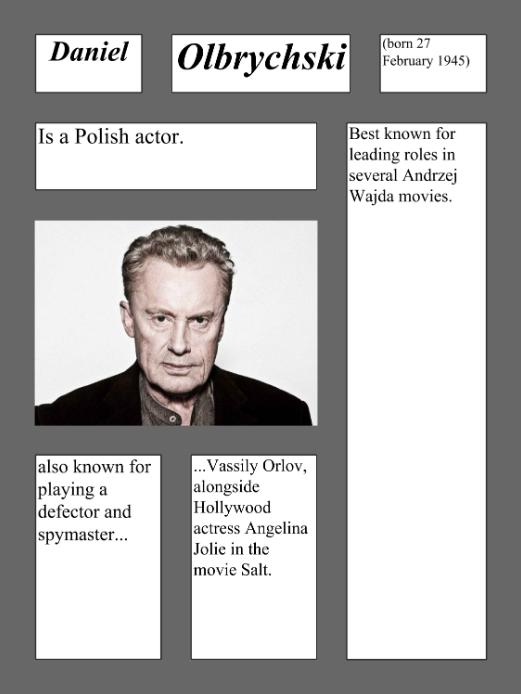 Daniel
Olbrychski
(born 27
February 1945)
Is a Polish actor.
Best known for
leading roles in
several Andrzej
Wajda movies.
also known for
playing a
defector and
spymaster...
...Vassily Orlov,
alongside
Hollywood
actress Angelina
Jolie in the
movie Salt.